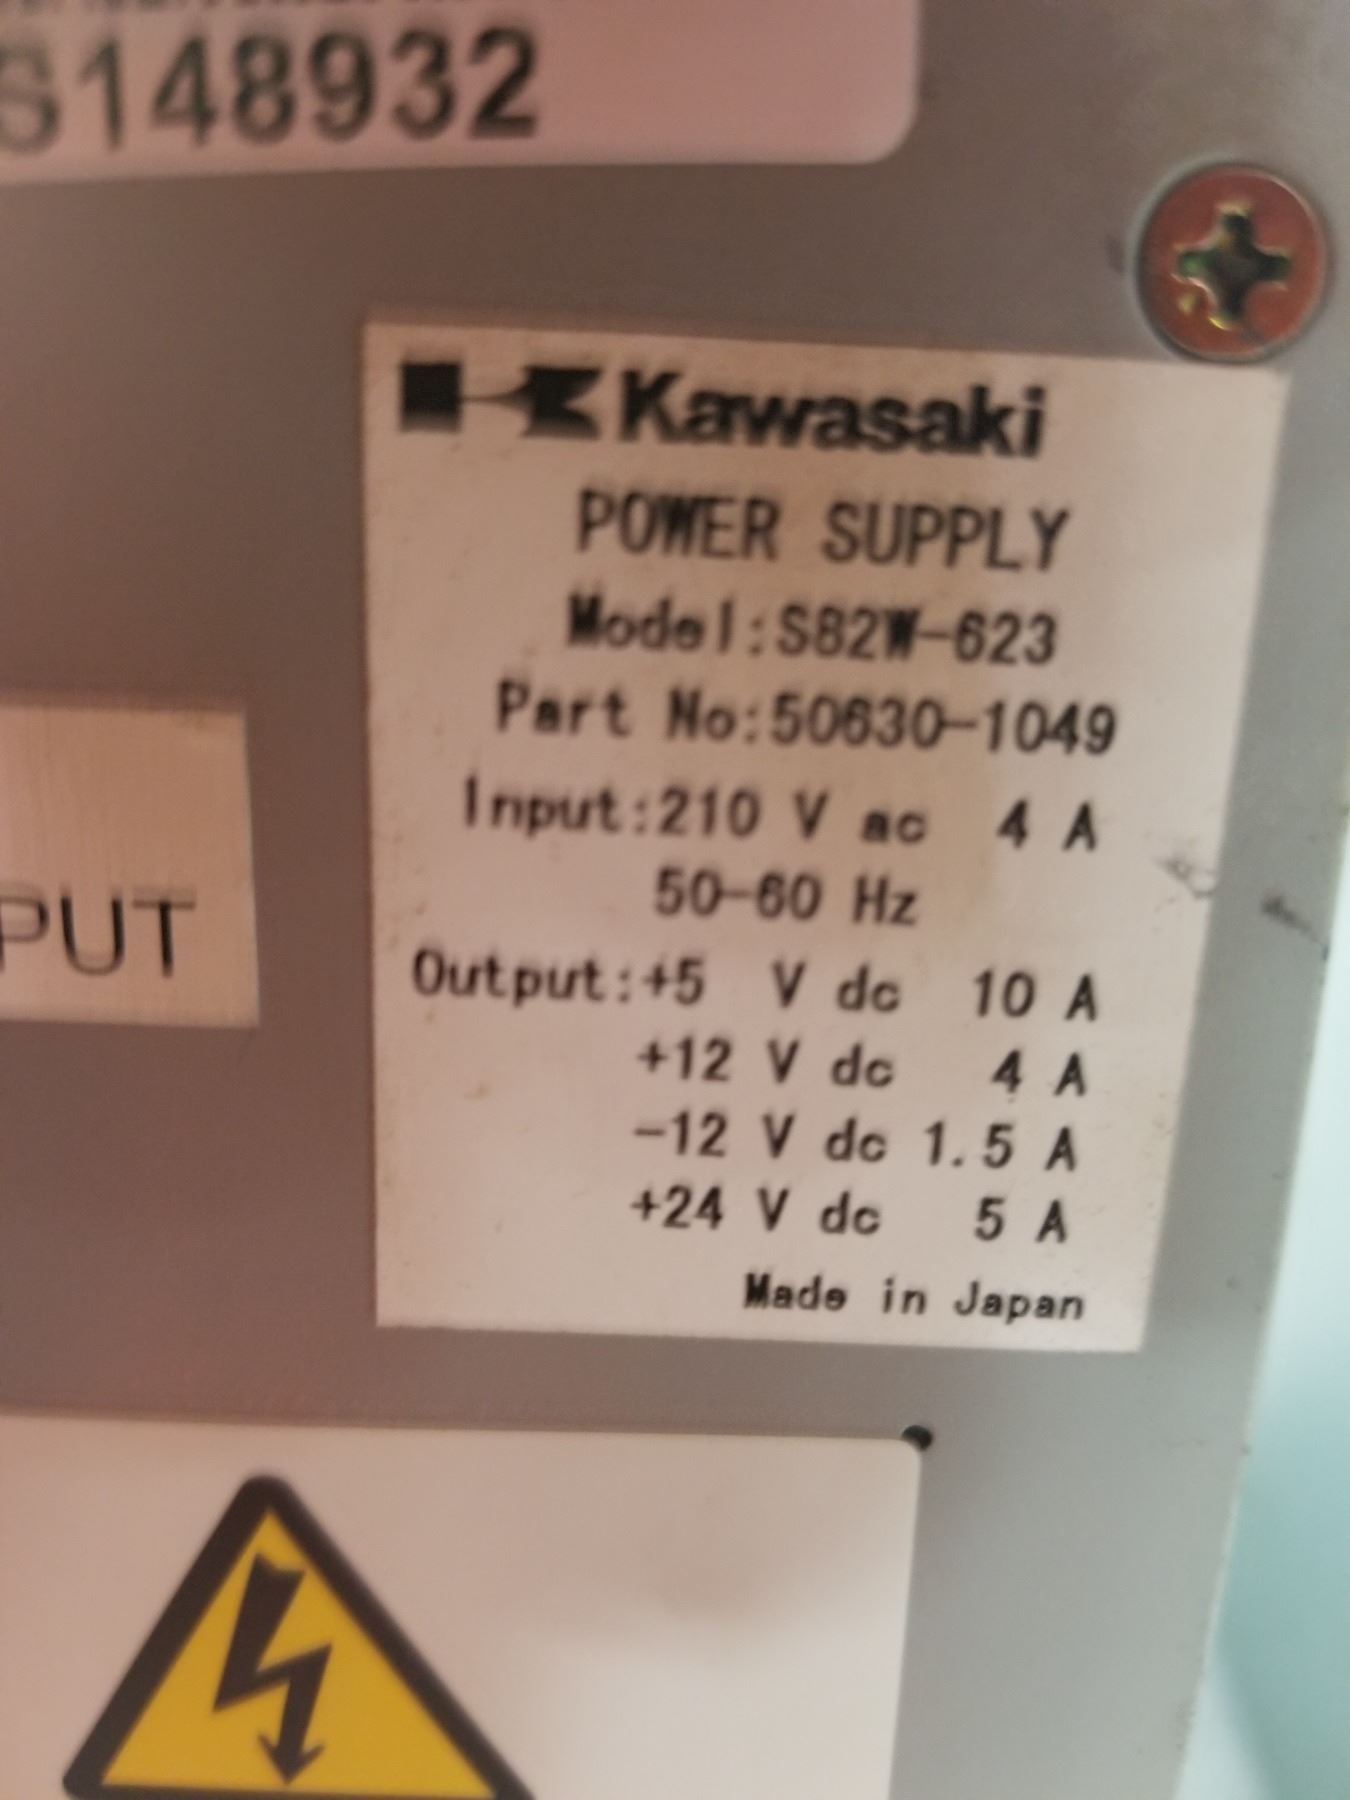 S148932
Kawasaki
POWER SUPPLY
Model:S82W-623
Part No:50630-1049
Input:210 V ac 4 A
50-60 Hz
PUT
Output:+5 V dc 10 A
+12 V dc 4 A
-12 V dc 1.5 A
+24 V dc 5 A
Made in Japan